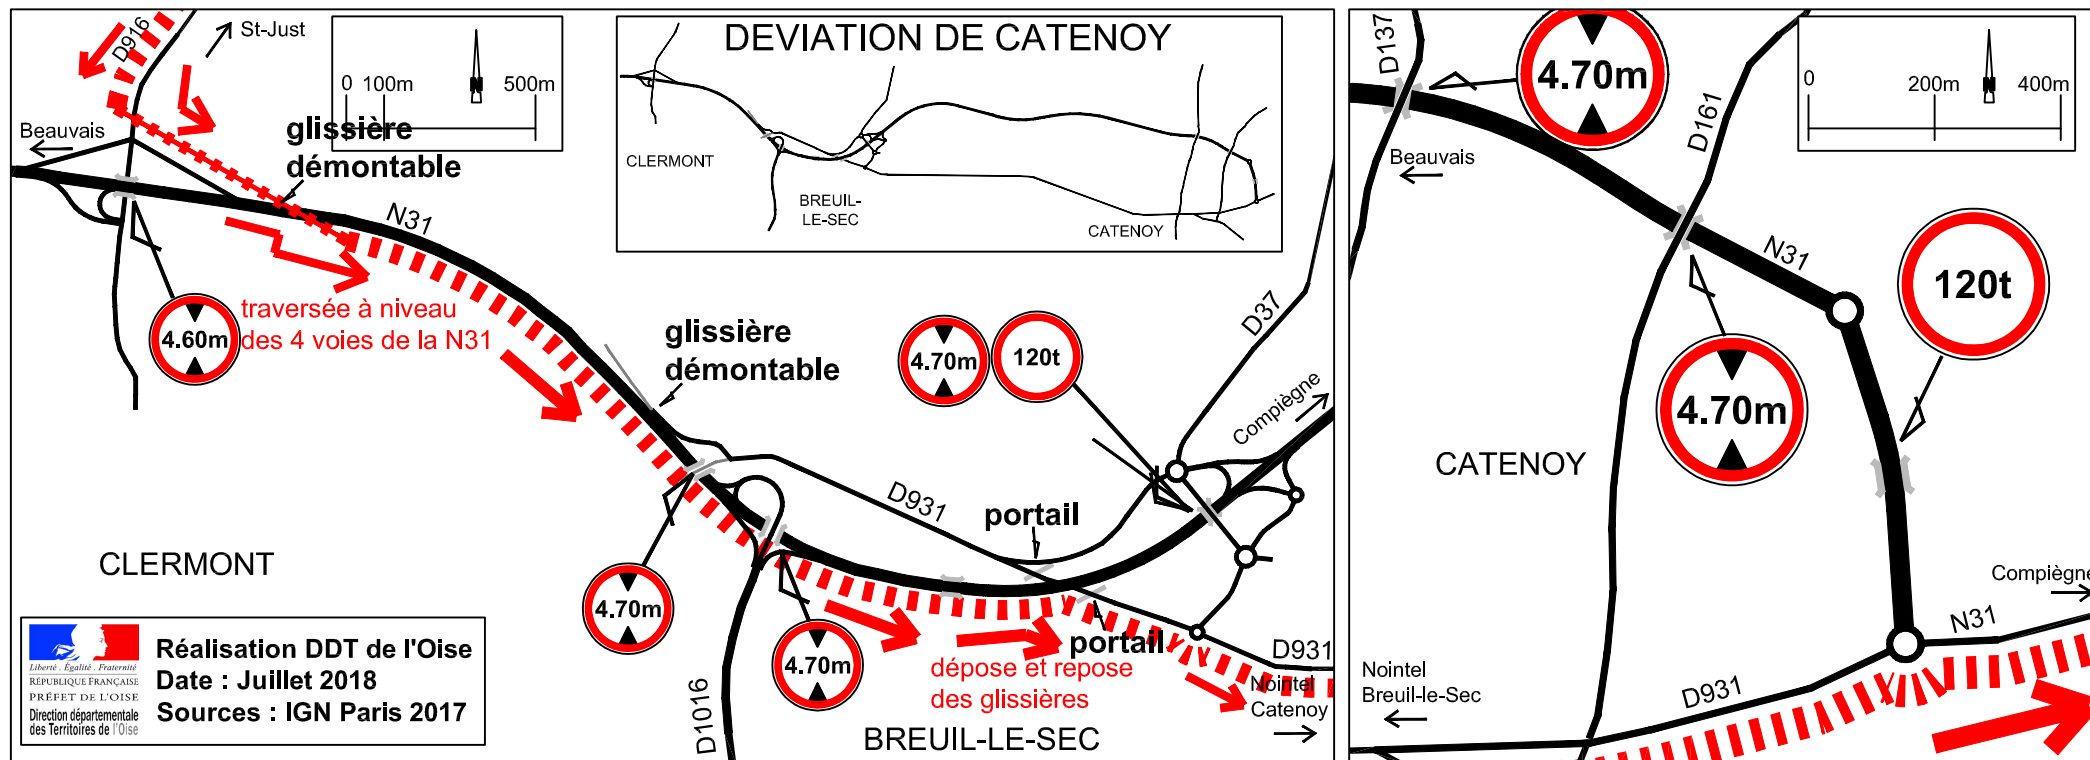 D916
St-Just
0 100m 500m
N
Beauvais
glissière
démontable
N31
4.60m
traversée à niveau
des 4 voies de la N31
DEVIATION DE CATENOY
CLERMONT
BREUIL-
LE-SEC
CATENOY
glissière
démontable
4.70m
120t
D37
Compiègne
D931
portail
CLERMONT
4.70m
4.70m
portail
D931
dépose et repose
des glissières
Nointel
Catenoy
D1016
BREUIL-LE-SEC
Liberté . Égalité . Fraternité
RÉPUBLIQUE FRANÇAISE
PRÉFET DE L'OISE
Direction départementale
des Territoires de l'Oise
Réalisation DDT de l'Oise
Date : Juillet 2018
Sources : IGN Paris 2017
D137
4.70m
0 200m 400m
N
D161
Beauvais
N31
120t
4.70m
CATENOY
Compiègne
N31
Nointel
Breuil-le-Sec
D931